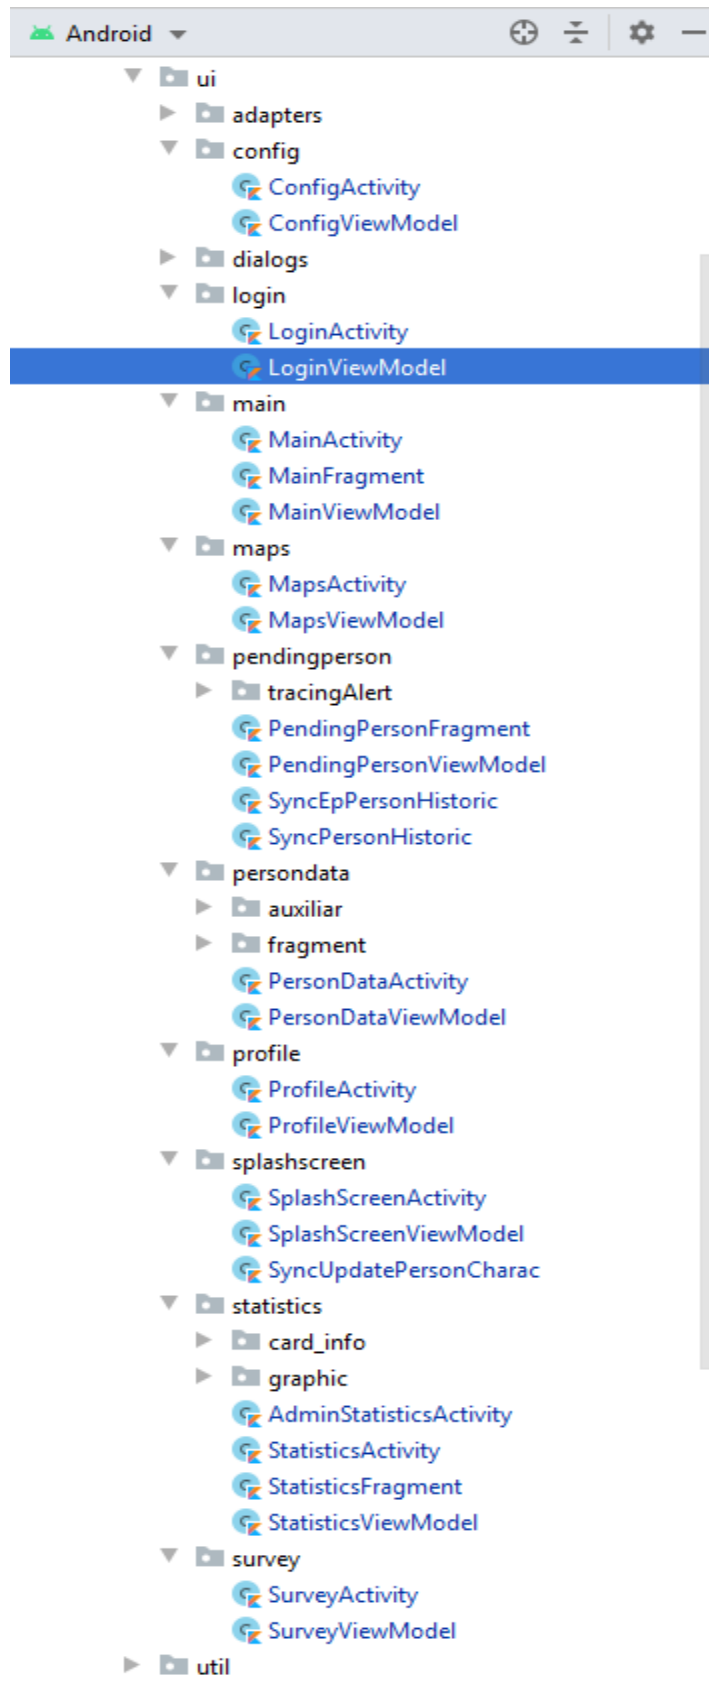 Android
ui
adapters
config
ConfigActivity
ConfigViewModel
dialogs
login
LoginActivity
LoginViewModel
main
MainActivity
MainFragment
MainViewModel
maps
MapsActivity
MapsViewModel
pendingperson
tracingAlert
PendingPersonFragment
PendingPersonViewModel
SyncEpPersonHistoric
SyncPersonHistoric
persondata
auxiliar
fragment
PersonDataActivity
PersonDataViewModel
profile
ProfileActivity
ProfileViewModel
splashscreen
SplashScreenActivity
SplashScreenViewModel
SyncUpdatePersonCharac
statistics
card_info
graphic
AdminStatisticsActivity
StatisticsActivity
StatisticsFragment
StatisticsViewModel
survey
SurveyActivity
SurveyViewModel
util